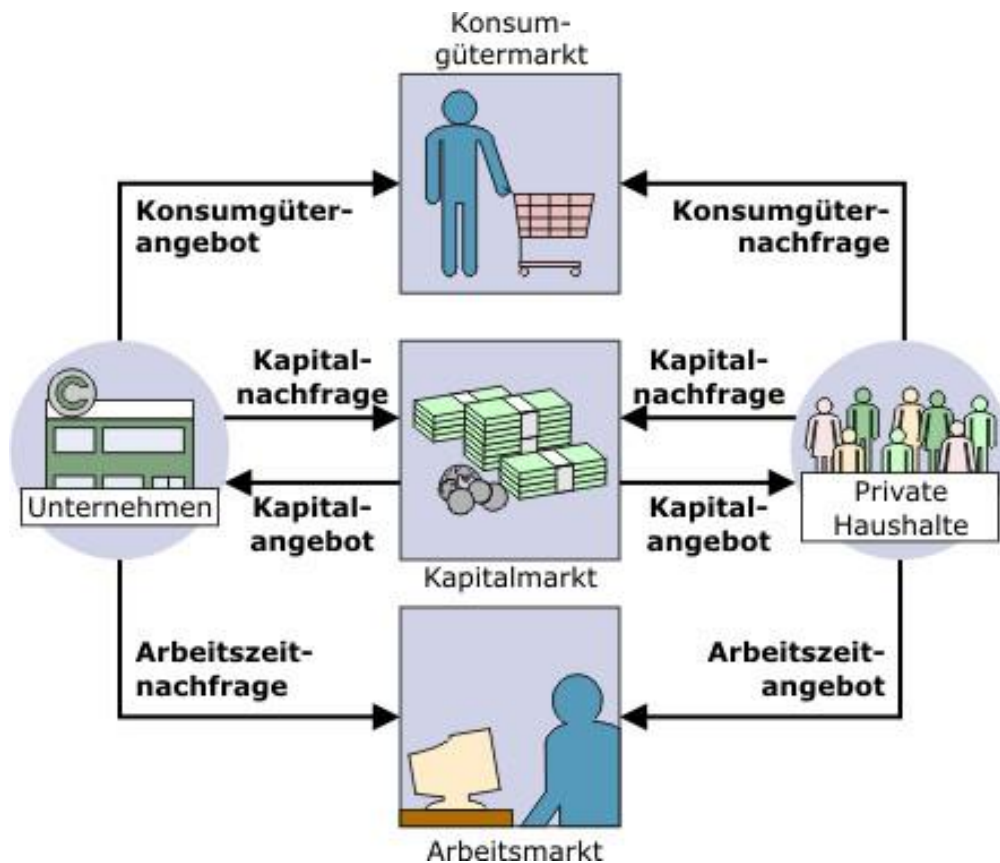 Konsum-
gütermarkt
Konsumgüter-
angebot
Konsumgüter-
nachfrage
Kapital-
nachfrage
Kapital-
nachfrage
C
Unternehmen
Kapital-
angebot
Kapital-
angebot
Private
Haushalte
Kapitalmarkt
Arbeitszeit-
nachfrage
Arbeitszeit-
angebot
Arbeitsmarkt